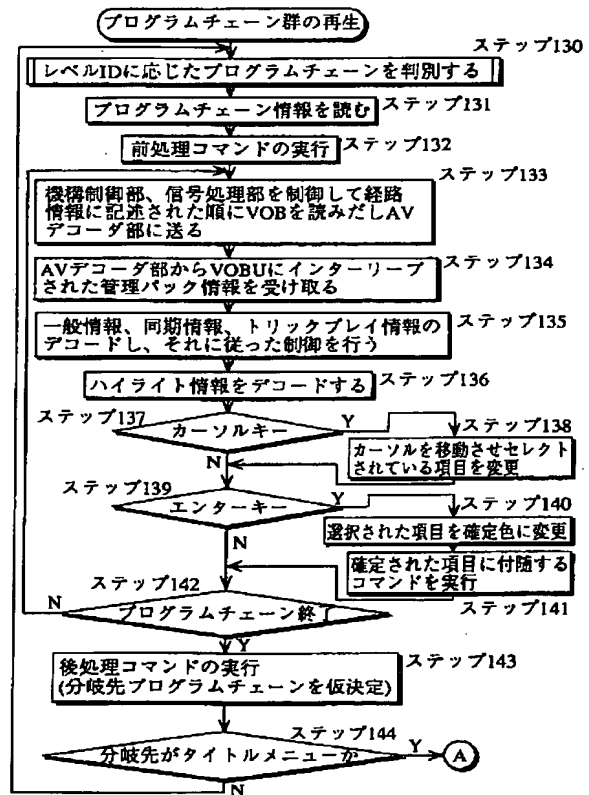 プログラムチェーン群の再生
ステップ130
レベルIDに応じたプログラムチェーンを判別する
ステップ131
プログラムチェーン情報を読む
ステップ132
前処理コマンドの実行
ステップ133
機構制御部、信号処理部を制御して経路
情報に記述された順にVOBを読みだしAV
デコーダ部に送る
ステップ134
AVデコーダ部からVOBUにインターリーブ
された管理パック情報を受け取る
ステップ135
一般情報、同期情報、トリックプレイ情報の
デコードし、それに従った制御を行う
ステップ136
ハイライト情報をデコードする
ステップ137
カーソルキー
Y
N
ステップ138
カーソルを移動させセレクト
されている項目を変更
ステップ139
エンターキー
Y
N
ステップ140
選択された項目を確定色に変更
確定された項目に付随する
コマンドを実行
ステップ141
ステップ142
プログラムチェーン終了
N
Y
ステップ143
後処理コマンドの実行
(分岐先プログラムチェーンを仮決定)
ステップ144
分岐先がタイトルメニューか
Y
A
N